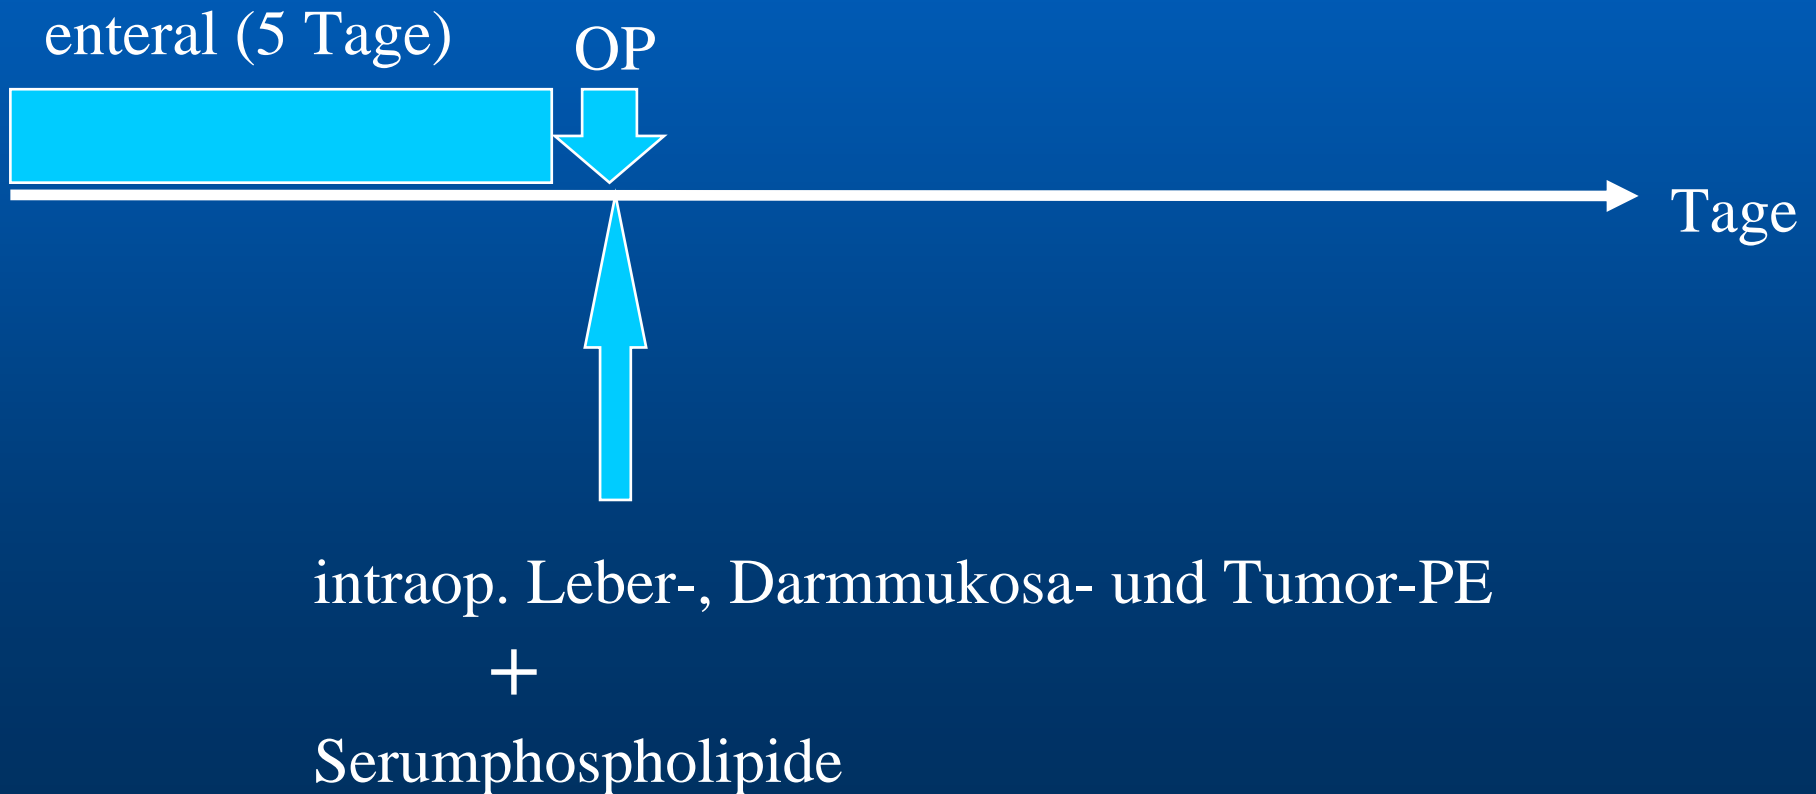 enteral (5 Tage)
OP
Tage
intraop. Leber-, Darmmukosa- und Tumor-PE
+
Serumphospholipide